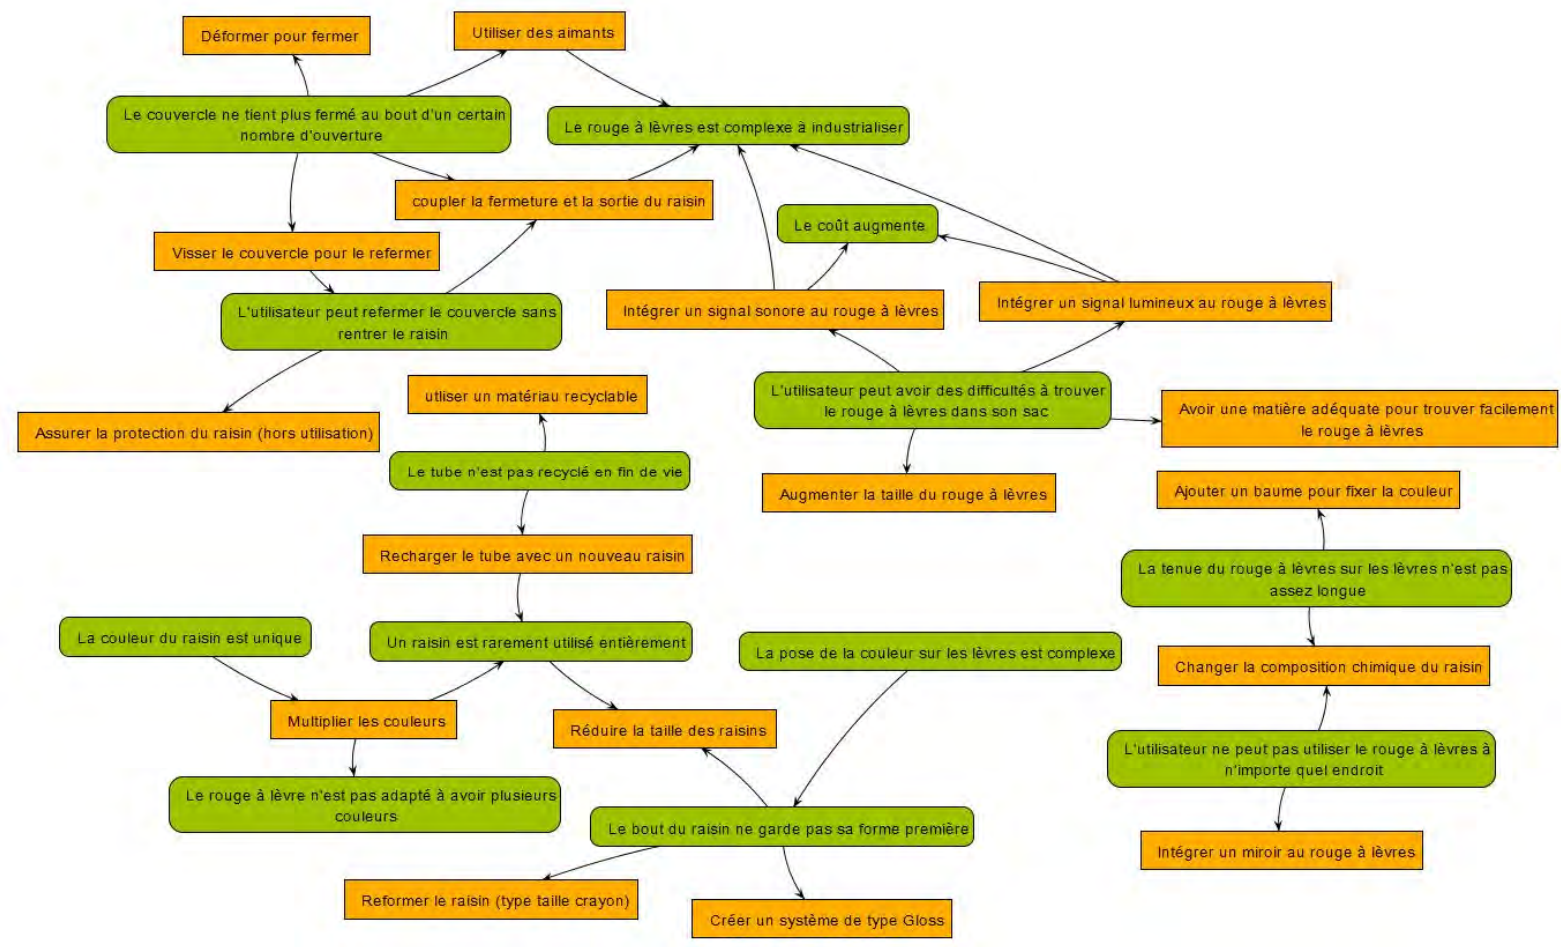 Déformer pour fermer
Utiliser des aimants
Le couvercle ne tient plus fermé au bout d'un certain
nombre d'ouverture
Le rouge à lèvres est complexe à industrialiser
coupler la fermeture et la sortie du raisin
Le coût augmente
Visser le couvercle pour le refermer
L'utilisateur peut refermer le couvercle sans
rentrer le raisin
Intégrer un signal sonore au rouge à lèvres
Intégrer un signal lumineux au rouge à lèvres
utliser un matériau recyclable
L'utilisateur peut avoir des difficultés à trouver
le rouge à lèvres dans son sac
Avoir une matière adéquate pour trouver facilement
le rouge à lèvres
Assurer la protection du raisin (hors utilisation)
Le tube n'est pas recyclé en fin de vie
Augmenter la taille du rouge à lèvres
Ajouter un baume pour fixer la couleur
Recharger le tube avec un nouveau raisin
La tenue du rouge à lèvres sur les lèvres n'est pas
assez longue
La couleur du raisin est unique
Un raisin est rarement utilisé entièrement
La pose de la couleur sur les lèvres est complexe
Changer la composition chimique du raisin
Multiplier les couleurs
Réduire la taille des raisins
L'utilisateur ne peut pas utiliser le rouge à lèvres à
n'importe quel endroit
Le rouge à lèvre n'est pas adapté à avoir plusieurs
couleurs
Le bout du raisin ne garde pas sa forme première
Intégrer un miroir au rouge à lèvres
Reformer le raisin (type taille crayon)
Créer un système de type Gloss